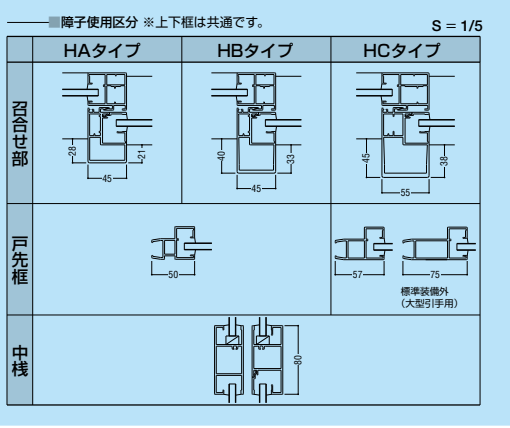 ■障子使用区分 ※上下框は共通です。
S = 1/5
HAタイプ
HBタイプ
HCタイプ
召合せ部
28
21
45
40
33
45
45
38
55
戸先框
50
57
75
標準装備外
（大型引手用）
中桟
80